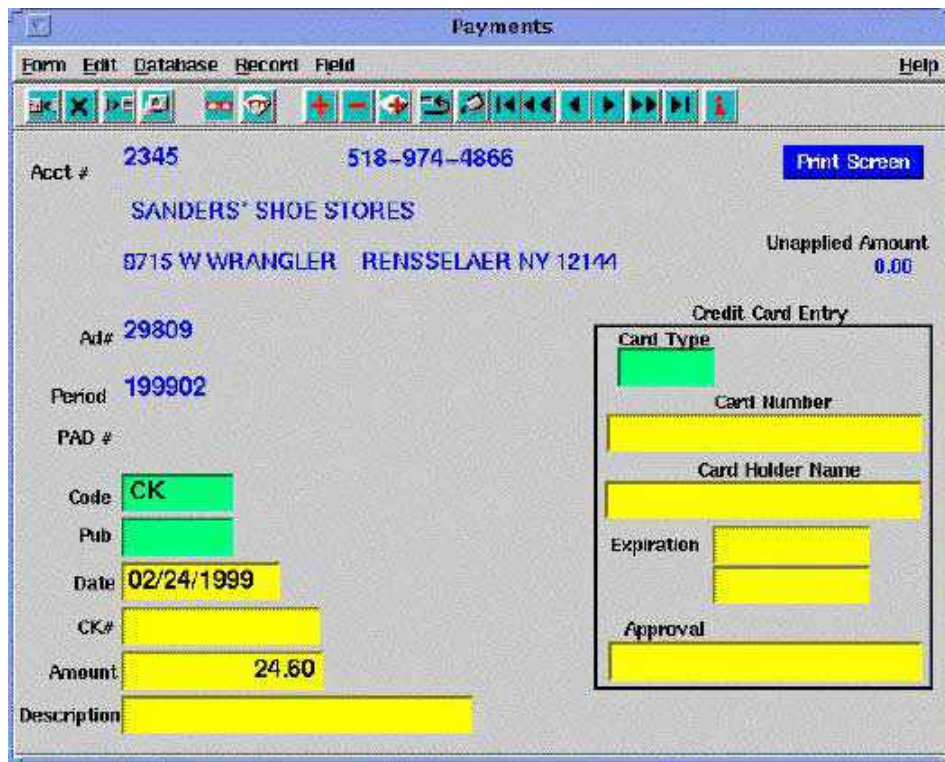 Payments
Form Edit Database Record Field Help
Acct # 2345 518-974-4866 Print Screen
SANDERS' SHOE STORES
8715 W WRANGLER RENSSELAER NY 12144
Unapplied Amount
0.00
Ad# 29809
Period 199902
PAD #
Code CK
Pub
Date 02/24/1999
CK#
Amount 24.60
Description
Credit Card Entry
Card Type
Card Number
Card Holder Name
Expiration
Approval